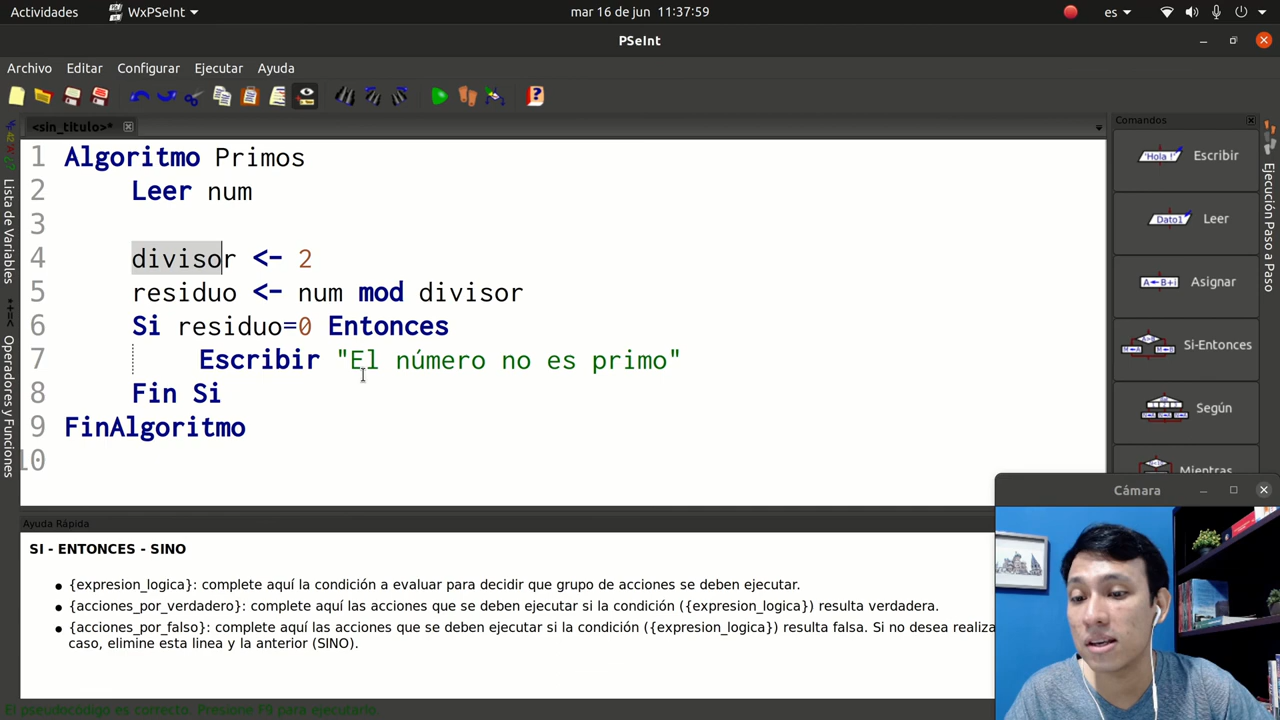 Actividades WxPSeInt mar 16 de jun 11:37:59 es
PSeInt
Archivo Editar Configurar Ejecutar Ayuda
<sin_titulo>*
Comandos
1 Algoritmo Primos
2 Leer num
3
4 divisor <- 2
5 residuo <- num mod divisor
6 Si residuo=0 Entonces
7 Escribir "El número no es primo"
8 Fin Si
9 FinAlgoritmo
10
Lista de Variables
Operadores y Funciones
'Hola !' Escribir
Dato1 Leer
A←B+i Asignar
Si-Entonces
Según
Mientras
Ejecución Paso a Paso
Cámara
Ayuda Rápida
SI - ENTONCES - SINO
• {expresion_logica}: complete aquí la condición a evaluar para decidir que grupo de acciones se deben ejecutar.
• {acciones_por_verdadero}: complete aquí las acciones que se deben ejecutar si la condición ({expresion_logica}) resulta verdadera.
• {acciones_por_falso}: complete aquí las acciones que se deben ejecutar si la condición ({expresion_logica}) resulta falsa. Si no desea realiza
caso, elimine esta linea y la anterior (SINO).
El pseudocódigo es correcto. Presione F9 para ejecutarlo.